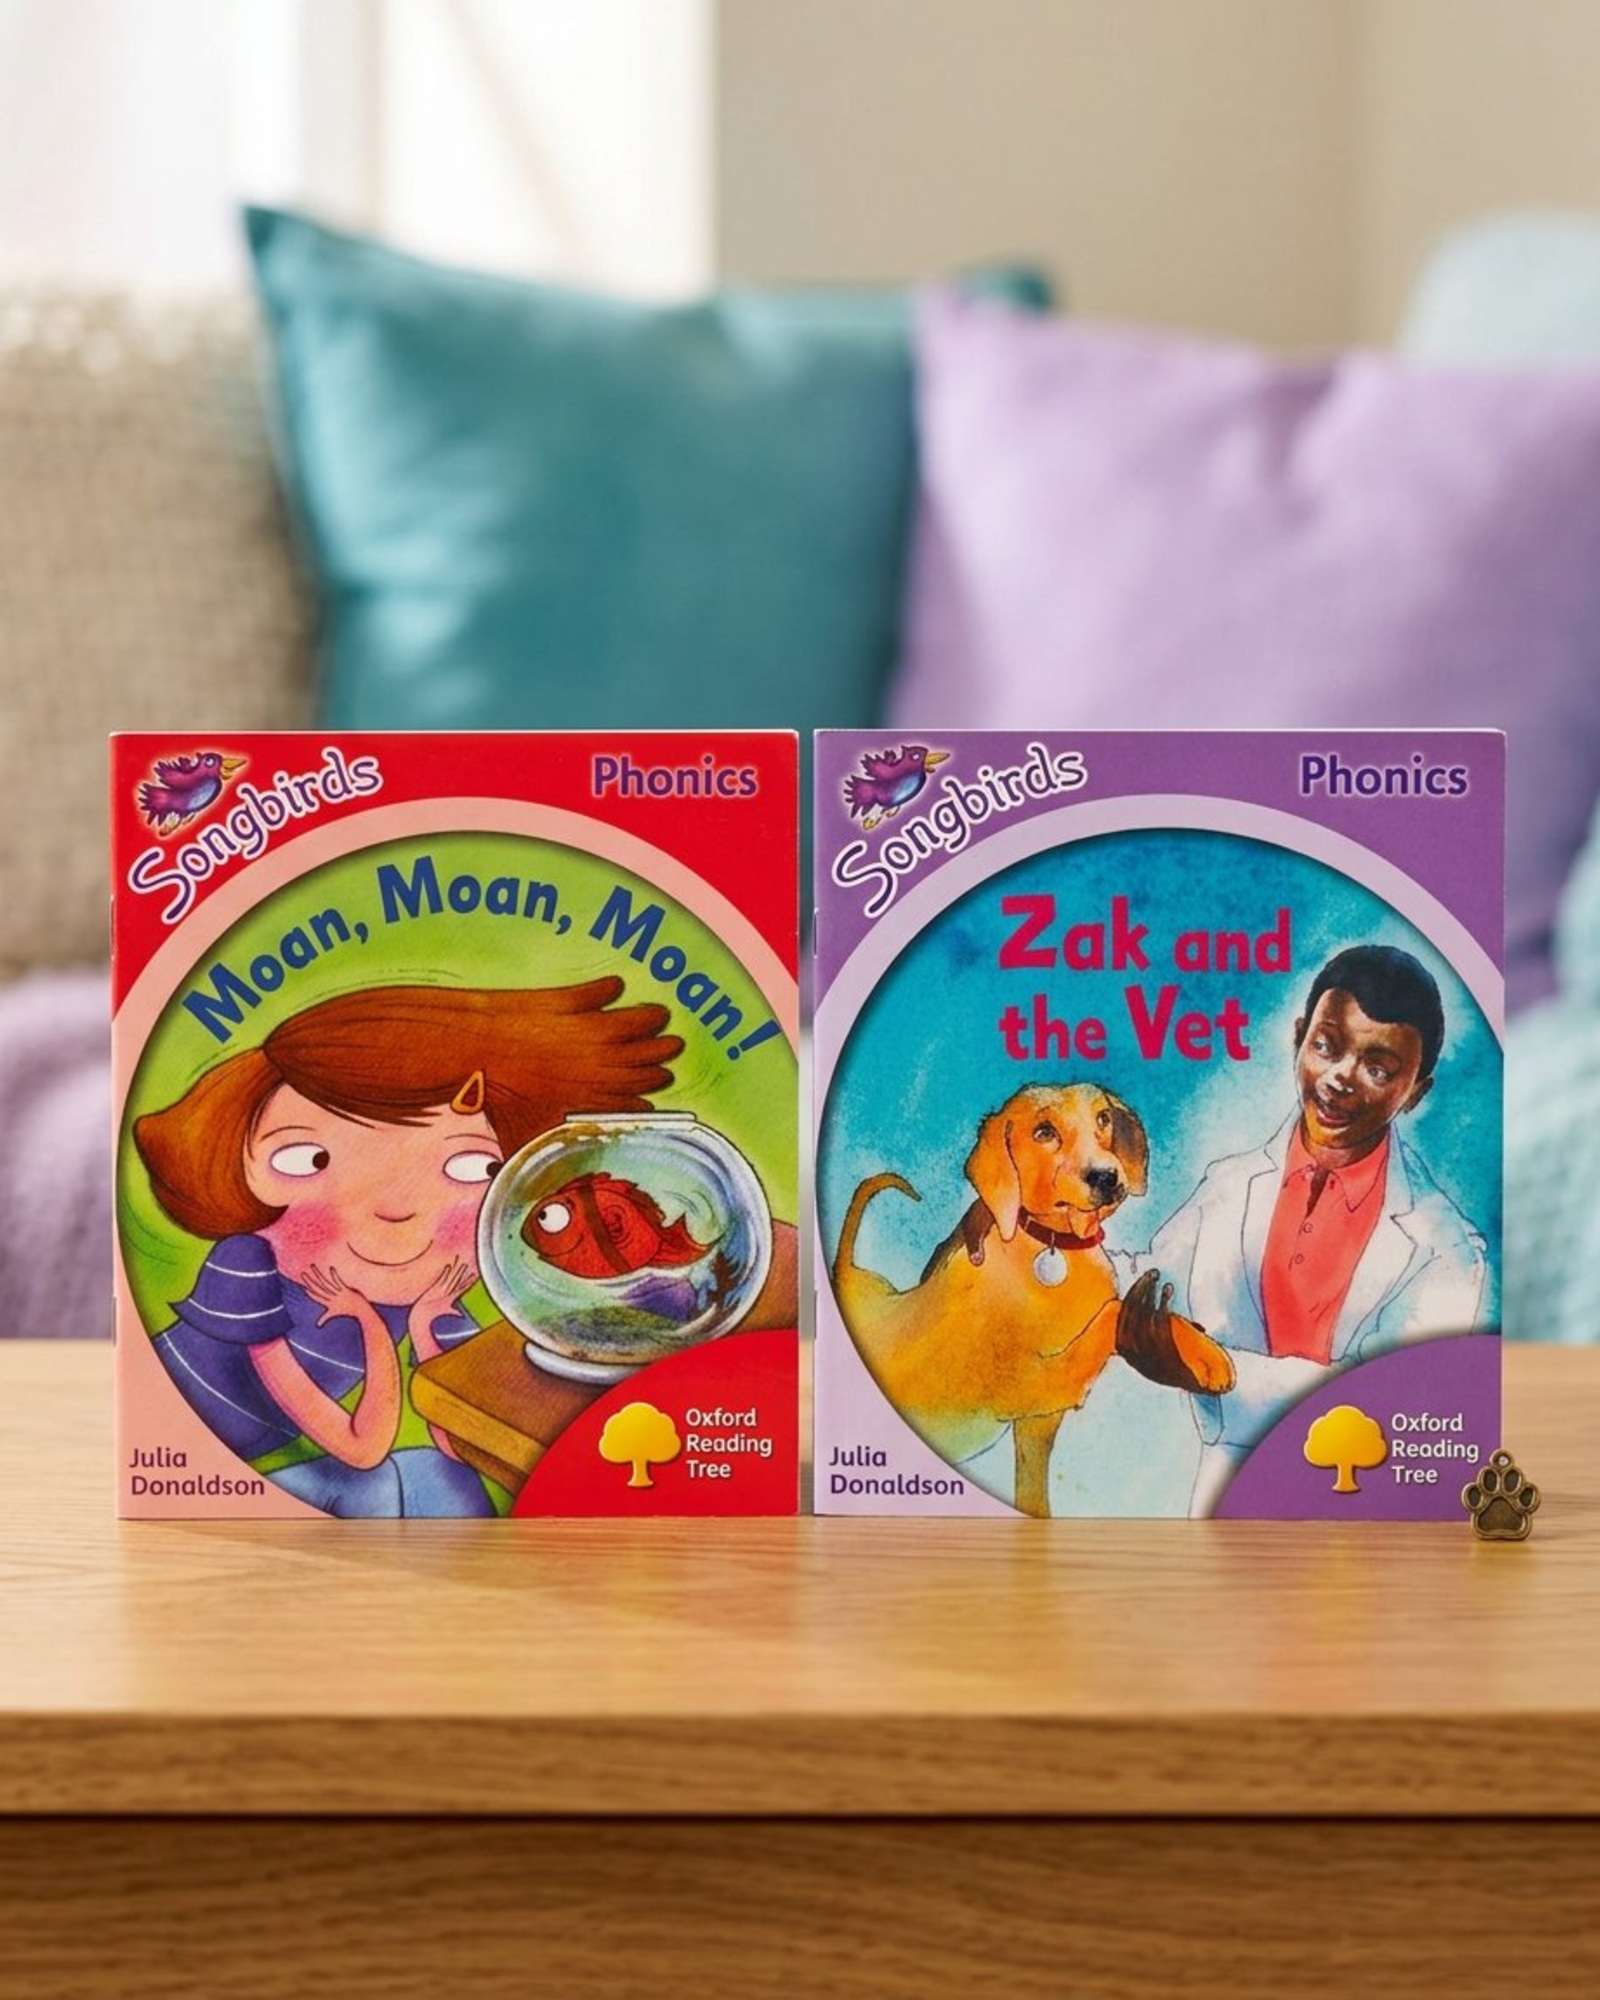 Songbirds
Phonics
Moan, Moan, Moan!
Julia
Donaldson
Oxford
Reading
Tree
Songbirds
Phonics
Zak and
the Vet
Julia
Donaldson
Oxford
Reading
Tree